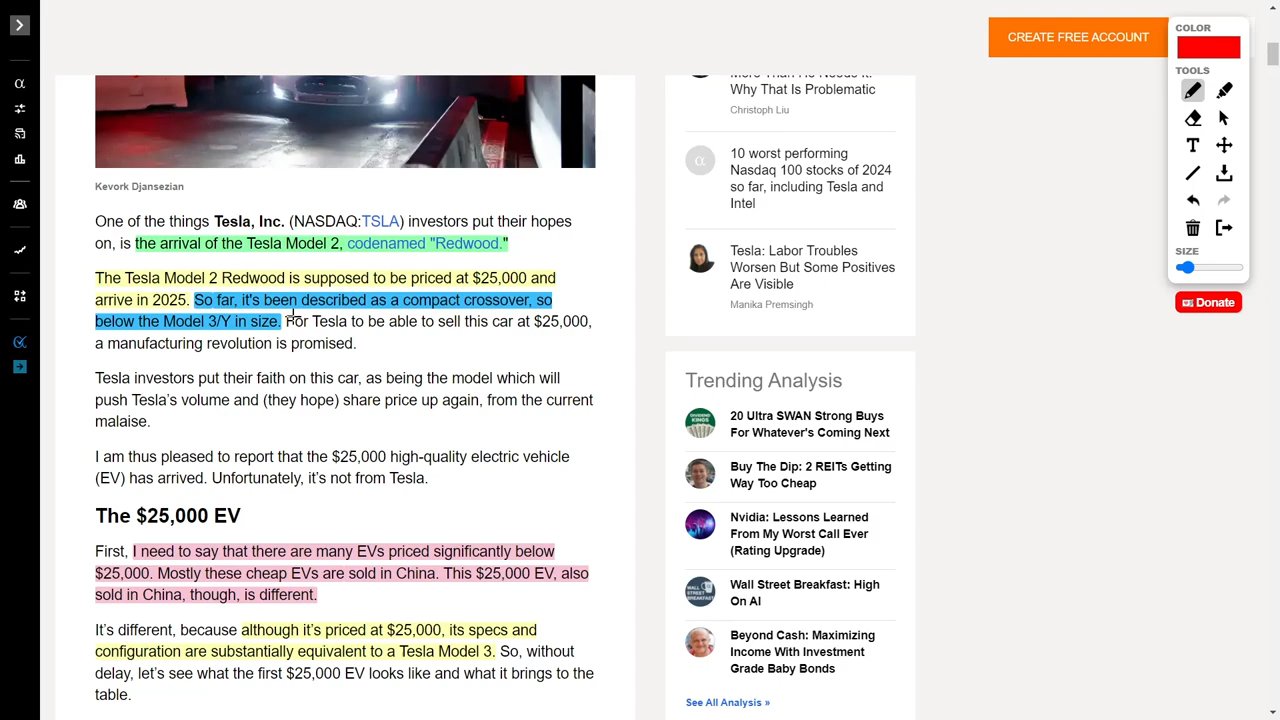 CREATE FREE ACCOUNT
COLOR
TOOLS
SIZE
Donate
Kevork Djansezian
One of the things Tesla, Inc. (NASDAQ:TSLA) investors put their hopes
on, is the arrival of the Tesla Model 2, codenamed "Redwood."
The Tesla Model 2 Redwood is supposed to be priced at $25,000 and
arrive in 2025. So far, it's been described as a compact crossover, so
below the Model 3/Y in size. For Tesla to be able to sell this car at $25,000,
a manufacturing revolution is promised.
Tesla investors put their faith on this car, as being the model which will
push Tesla's volume and (they hope) share price up again, from the current
malaise.
I am thus pleased to report that the $25,000 high-quality electric vehicle
(EV) has arrived. Unfortunately, it's not from Tesla.
The $25,000 EV
First, I need to say that there are many EVs priced significantly below
$25,000. Mostly these cheap EVs are sold in China. This $25,000 EV, also
sold in China, though, is different.
It's different, because although it's priced at $25,000, its specs and
configuration are substantially equivalent to a Tesla Model 3. So, without
delay, let's see what the first $25,000 EV looks like and what it brings to the
table.
More Than He Needs It.
Why That Is Problematic
Christoph Liu
10 worst performing
Nasdaq 100 stocks of 2024
so far, including Tesla and
Intel
Tesla: Labor Troubles
Worsen But Some Positives
Are Visible
Manika Premsingh
Trending Analysis
20 Ultra SWAN Strong Buys
For Whatever's Coming Next
Buy The Dip: 2 REITs Getting
Way Too Cheap
Nvidia: Lessons Learned
From My Worst Call Ever
(Rating Upgrade)
Wall Street Breakfast: High
On AI
Beyond Cash: Maximizing
Income With Investment
Grade Baby Bonds
See All Analysis »